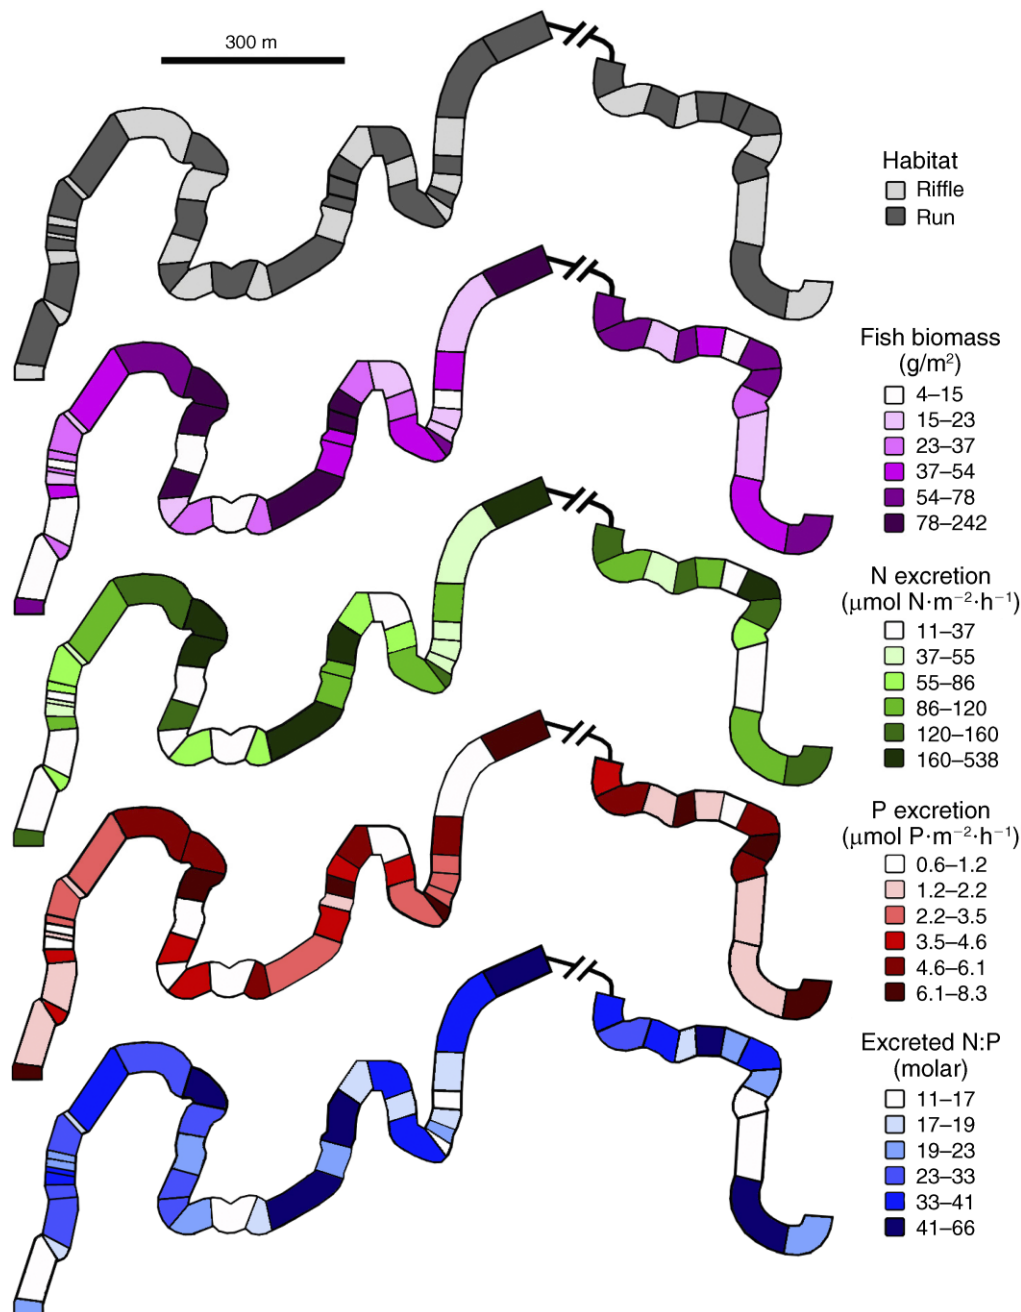 300 m
Habitat
Riffle
Run
Fish biomass
(g/m²)
4–15
15–23
23–37
37–54
54–78
78–242
N excretion
(μmol N·m⁻²·h⁻¹)
11–37
37–55
55–86
86–120
120–160
160–538
P excretion
(μmol P·m⁻²·h⁻¹)
0.6–1.2
1.2–2.2
2.2–3.5
3.5–4.6
4.6–6.1
6.1–8.3
Excreted N:P
(molar)
11–17
17–19
19–23
23–33
33–41
41–66